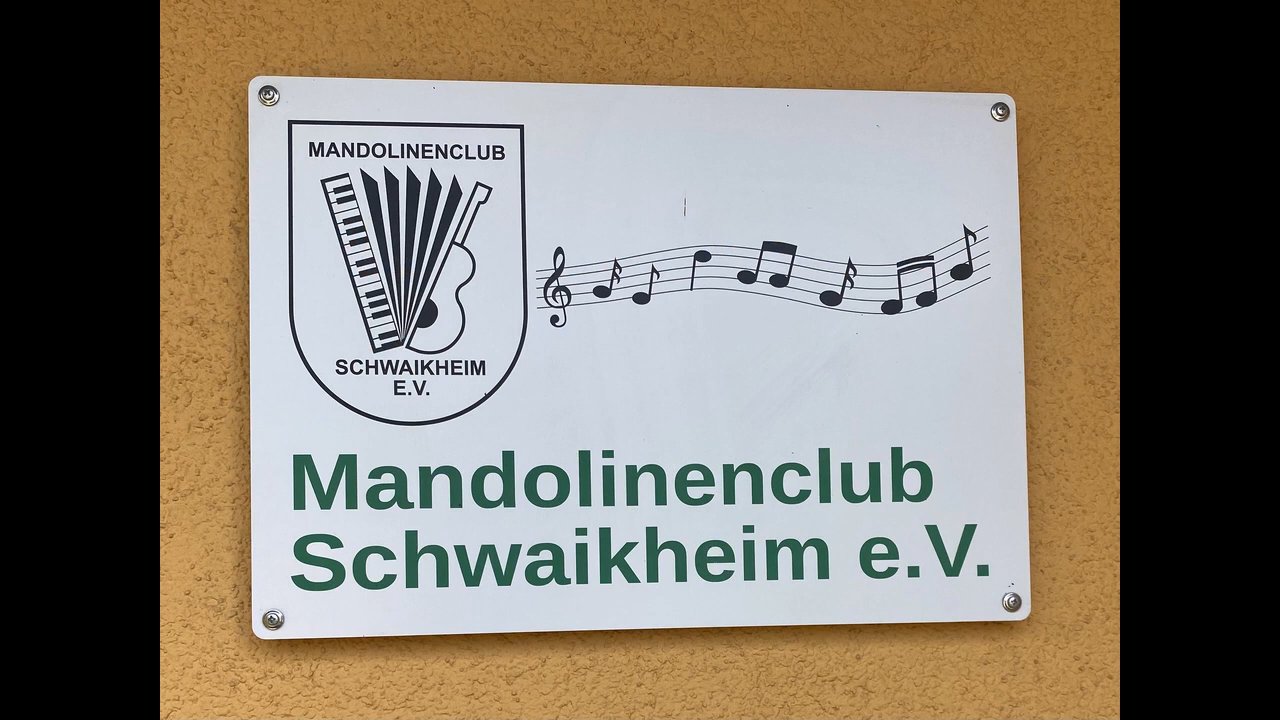 MANDOLINENCLUB
SCHWAIKHEIM
E.V.
Mandolinenclub
Schwaikheim e.V.